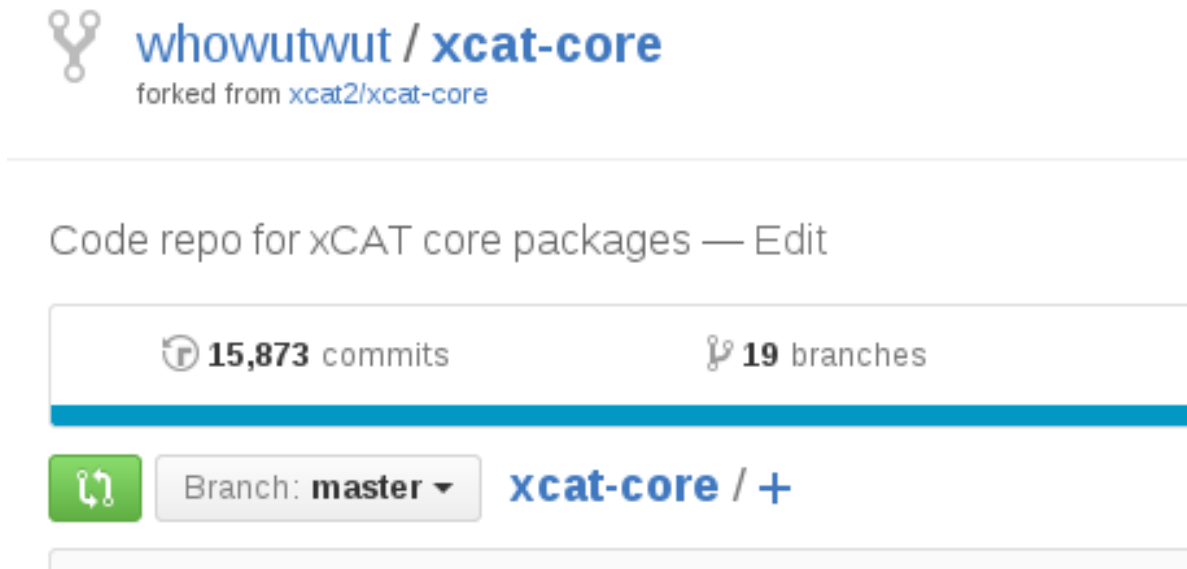 whowutwut / xcat-core
forked from xcat2/xcat-core
Code repo for xCAT core packages — Edit
15,873 commits 19 branches
Branch: master xcat-core / +